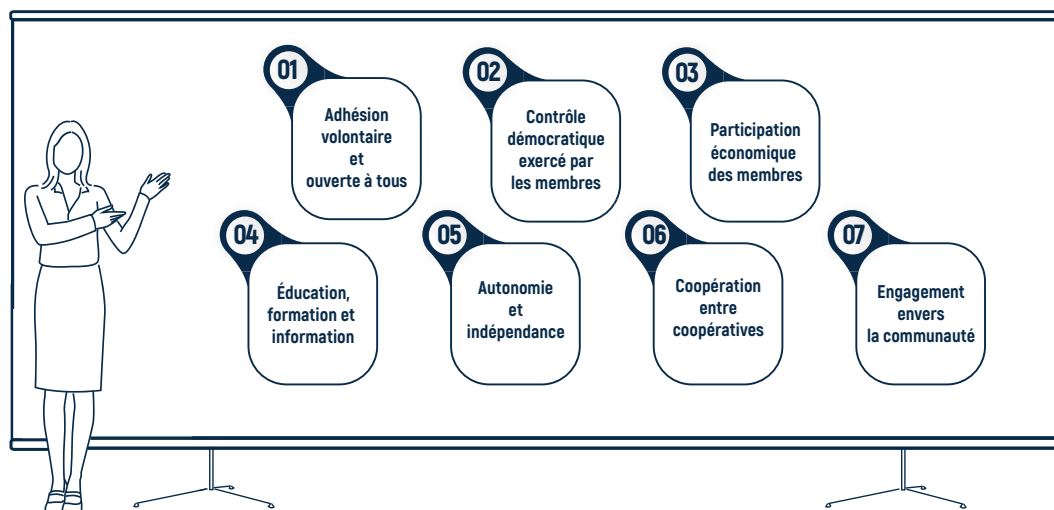 01
Adhésion
volontaire
et
ouverte à tous
02
Contrôle
démocratique
exercé par
les membres
03
Participation
économique
des membres
04
Éducation,
formation et
information
05
Autonomie
et
indépendance
06
Coopération
entre
coopératives
07
Engagement
envers
la communauté